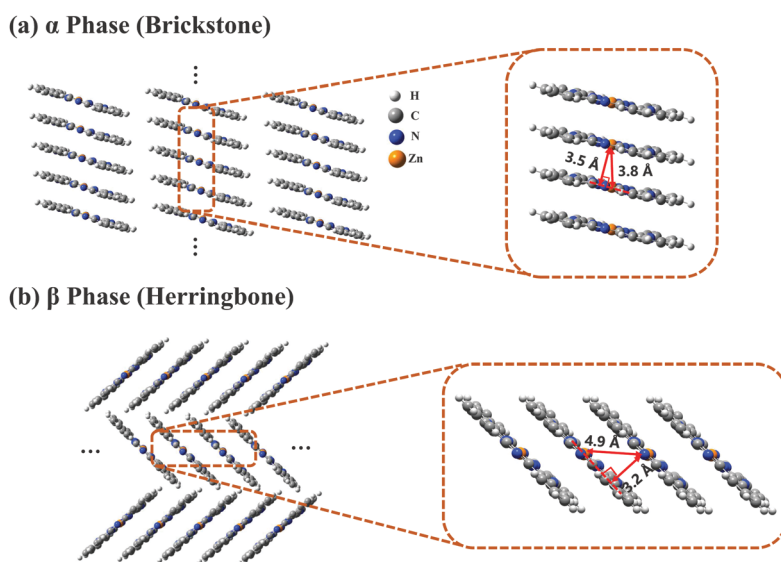 (a) α Phase (Brickstone)
H
C
N
Zn
3.5 Å
3.8 Å
(b) β Phase (Herringbone)
4.9 Å
3.2 Å